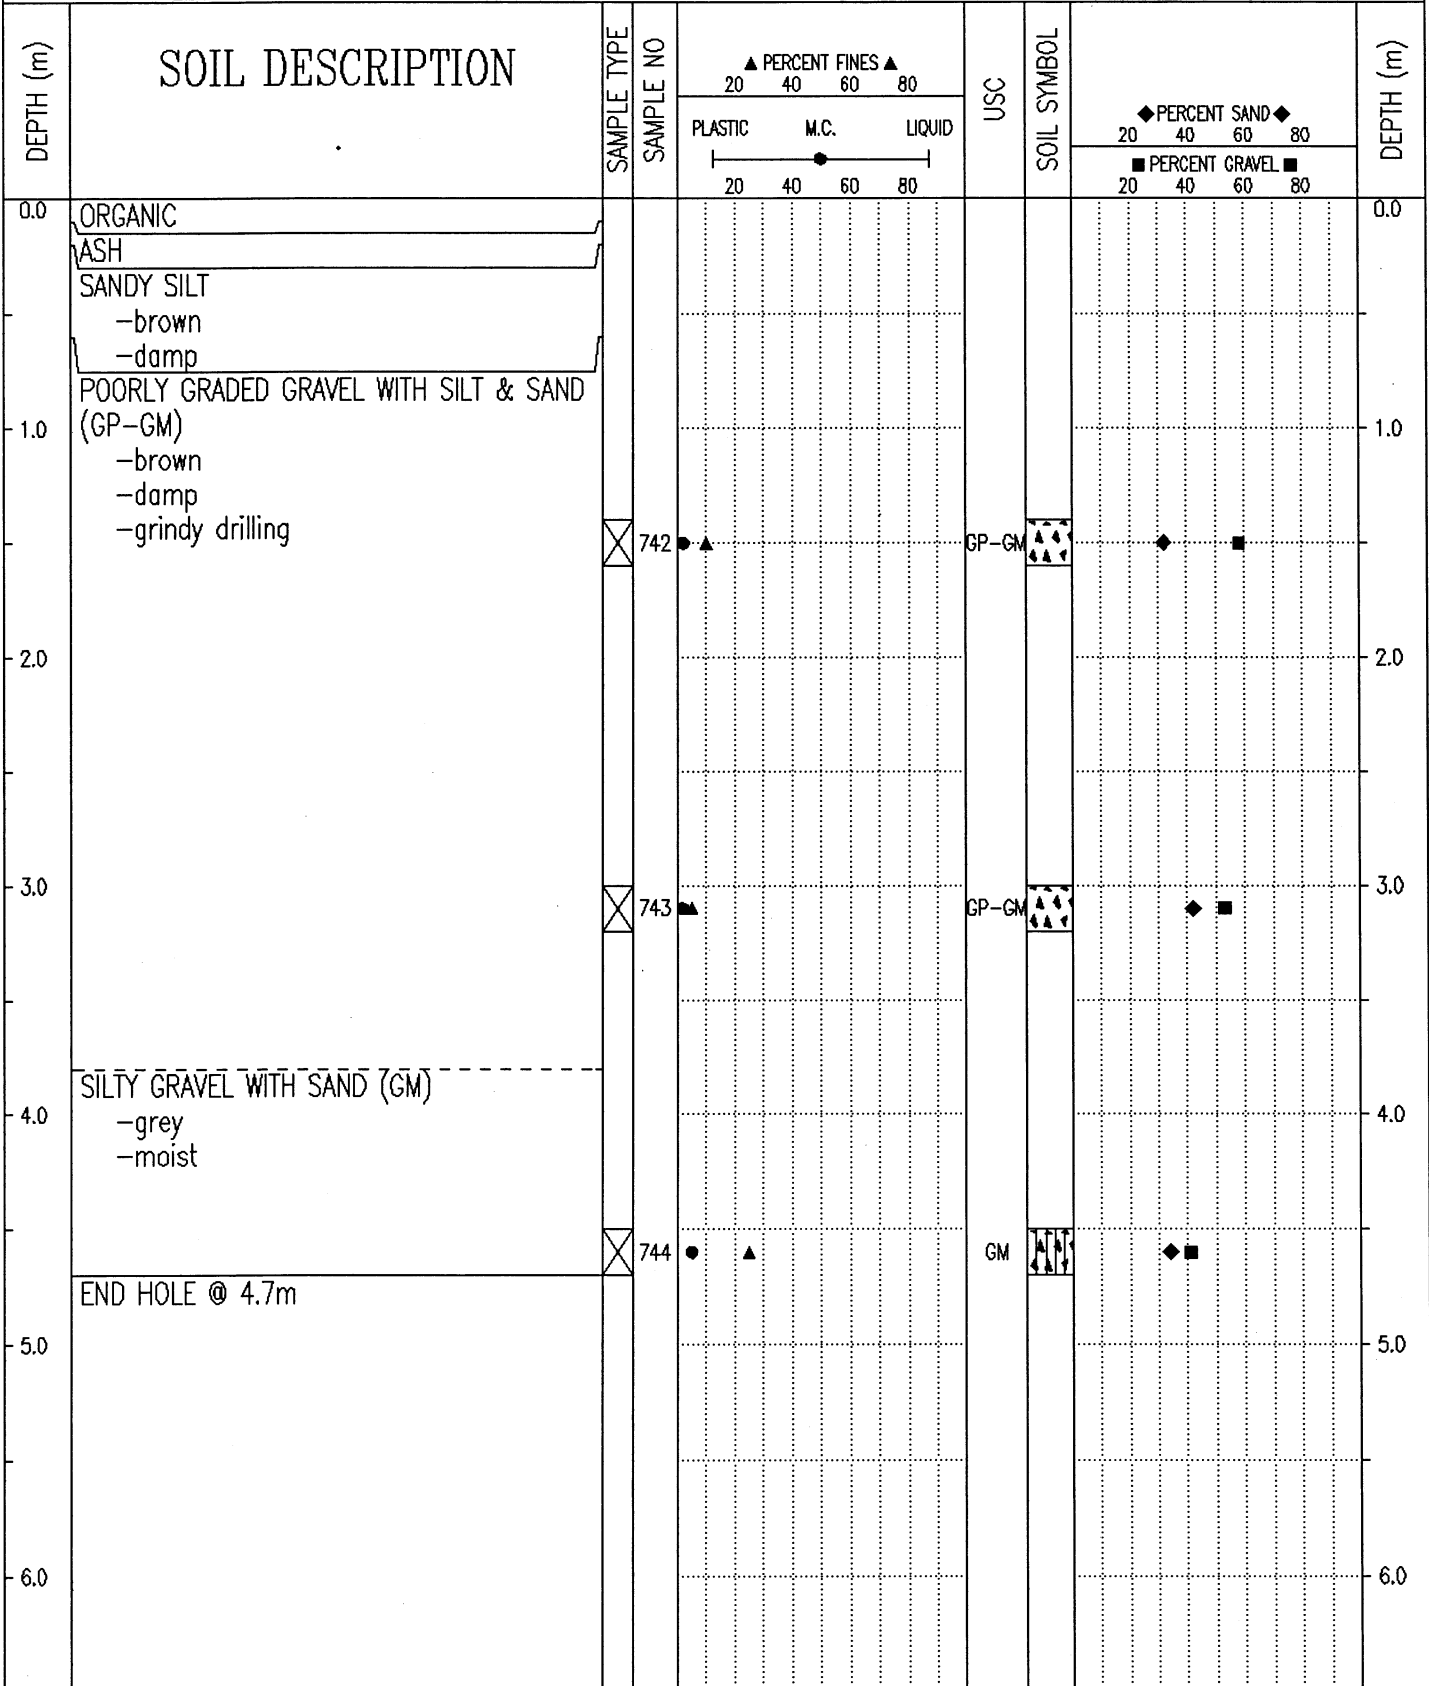 DEPTH (m)
SOIL DESCRIPTION
SAMPLE TYPE
SAMPLE NO
▲ PERCENT FINES ▲
20 40 60 80
PLASTIC M.C. LIQUID
20 40 60 80
USC
SOIL SYMBOL
◆ PERCENT SAND ◆
20 40 60 80
■ PERCENT GRAVEL ■
20 40 60 80
DEPTH (m)
0.0 ORGANIC 0.0
ASH
SANDY SILT
-brown
-damp
POORLY GRADED GRAVEL WITH SILT & SAND
1.0 (GP-GM) 1.0
-brown
-damp
-grindy drilling
742 GP-GM
2.0 2.0
3.0 3.0
743 GP-GM
SILTY GRAVEL WITH SAND (GM)
4.0 -grey 4.0
-moist
744 GM
END HOLE @ 4.7m
5.0 5.0
6.0 6.0